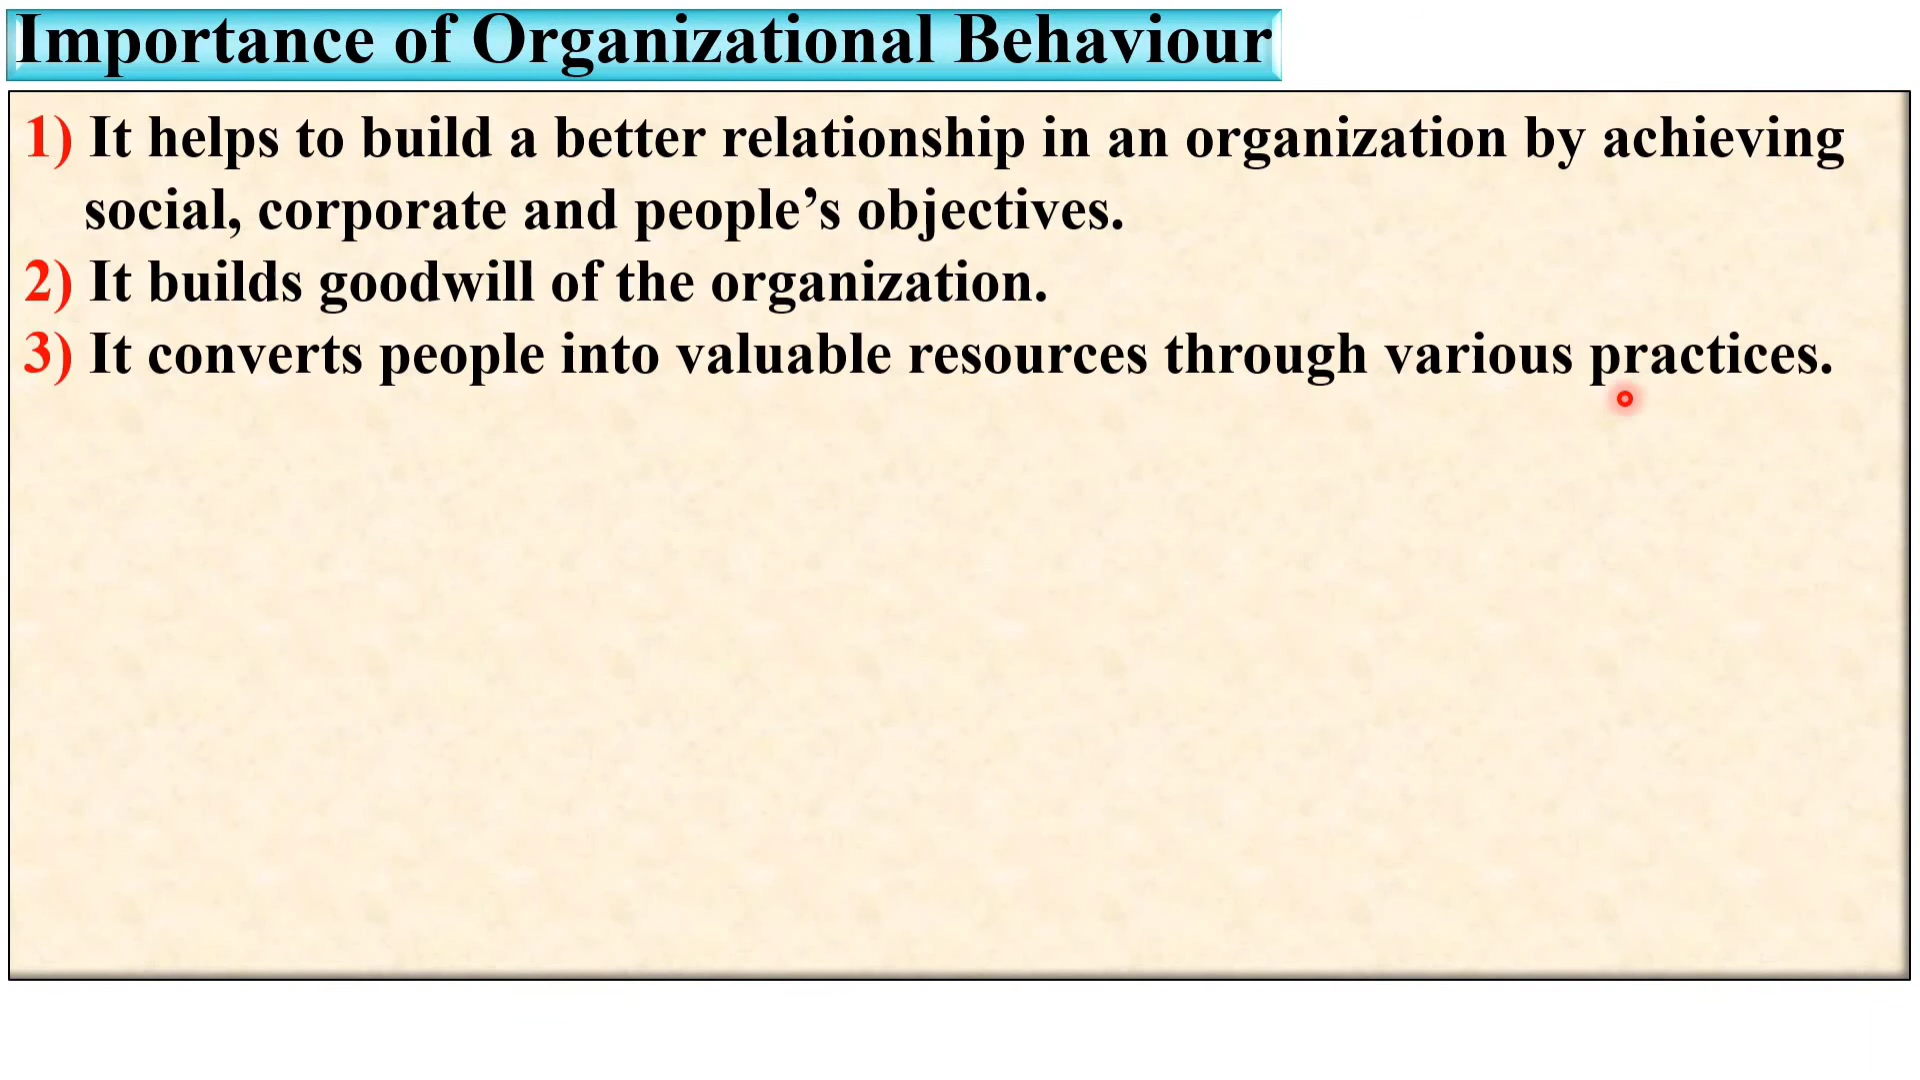 Importance of Organizational Behaviour
1) It helps to build a better relationship in an organization by achieving
social, corporate and people’s objectives.
2) It builds goodwill of the organization.
3) It converts people into valuable resources through various practices.